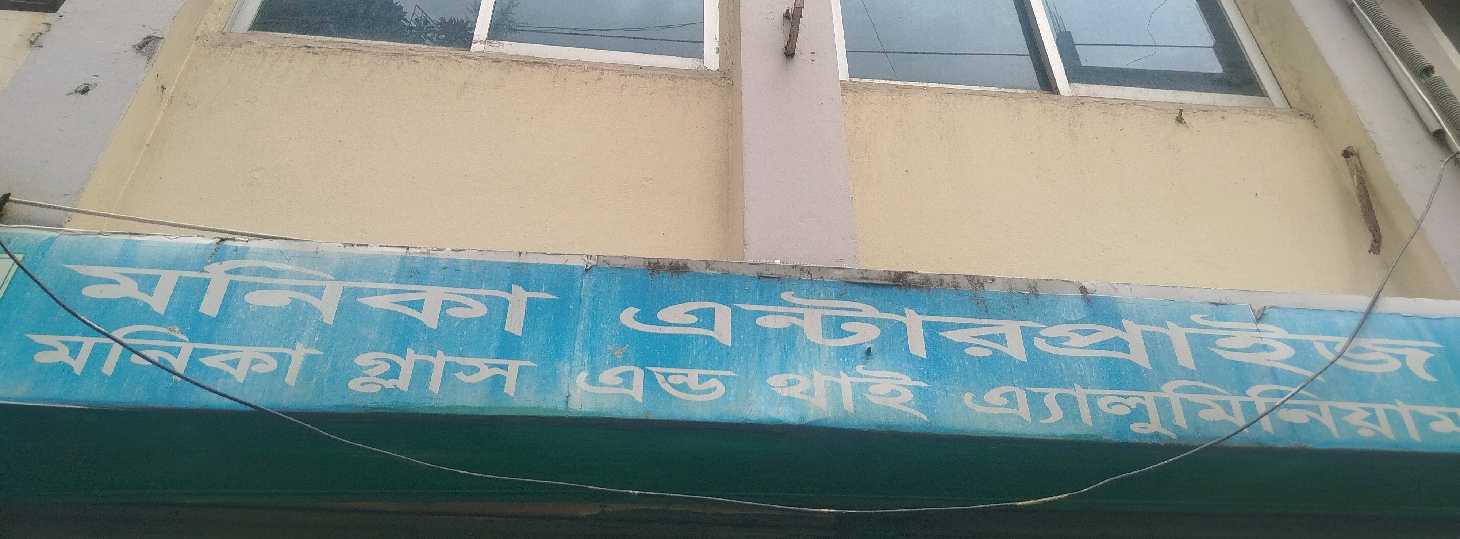 মনিকা এন্টারপ্রাইজ
মনিকা গ্লাস এন্ড থাই এ্যালুমিনিয়াম